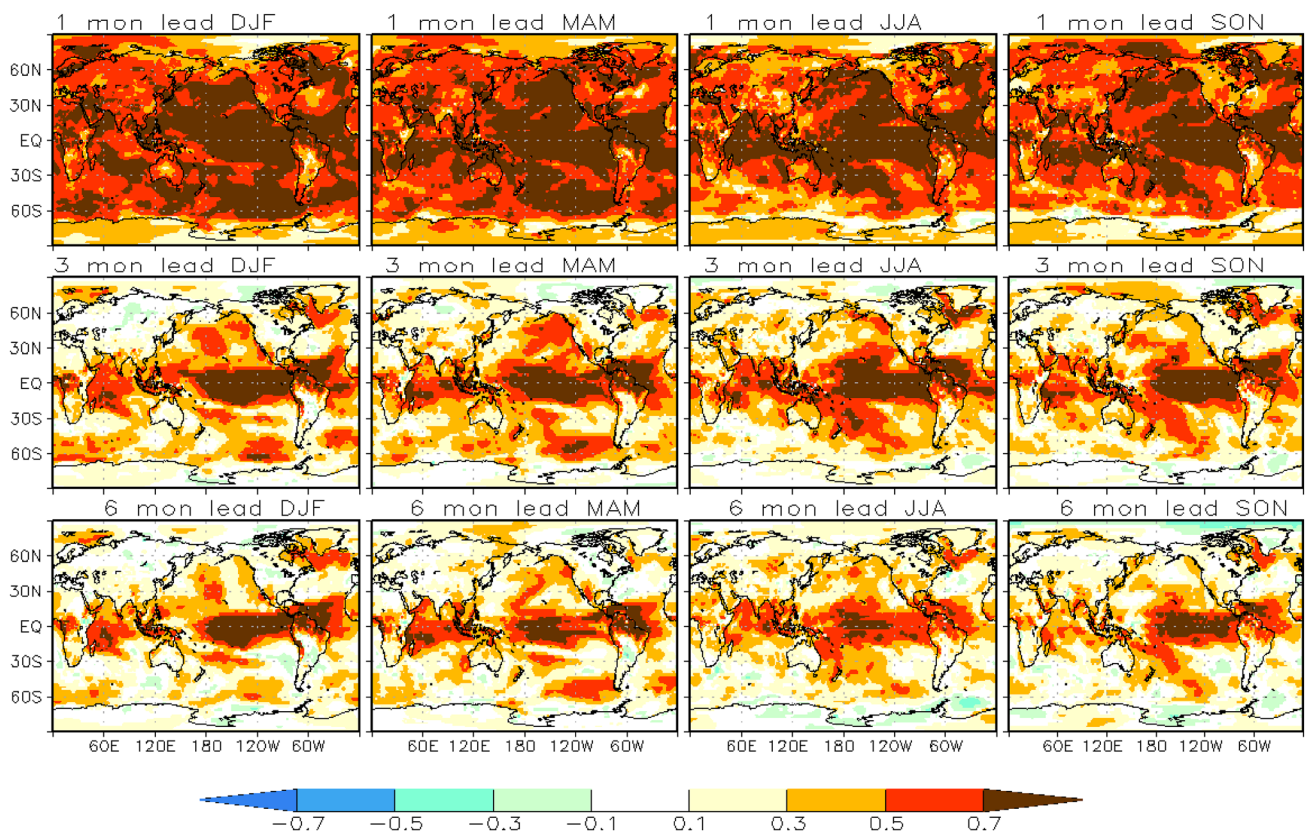 1 mon lead DJF
1 mon lead MAM
1 mon lead JJA
1 mon lead SON
60N
30N
EQ
30S
60S
3 mon lead DJF
3 mon lead MAM
3 mon lead JJA
3 mon lead SON
60N
30N
EQ
30S
60S
6 mon lead DJF
6 mon lead MAM
6 mon lead JJA
6 mon lead SON
60N
30N
EQ
30S
60S
60E 120E 180 120W 60W
60E 120E 180 120W 60W
60E 120E 180 120W 60W
60E 120E 180 120W 60W
-0.7 -0.5 -0.3 -0.1 0.1 0.3 0.5 0.7